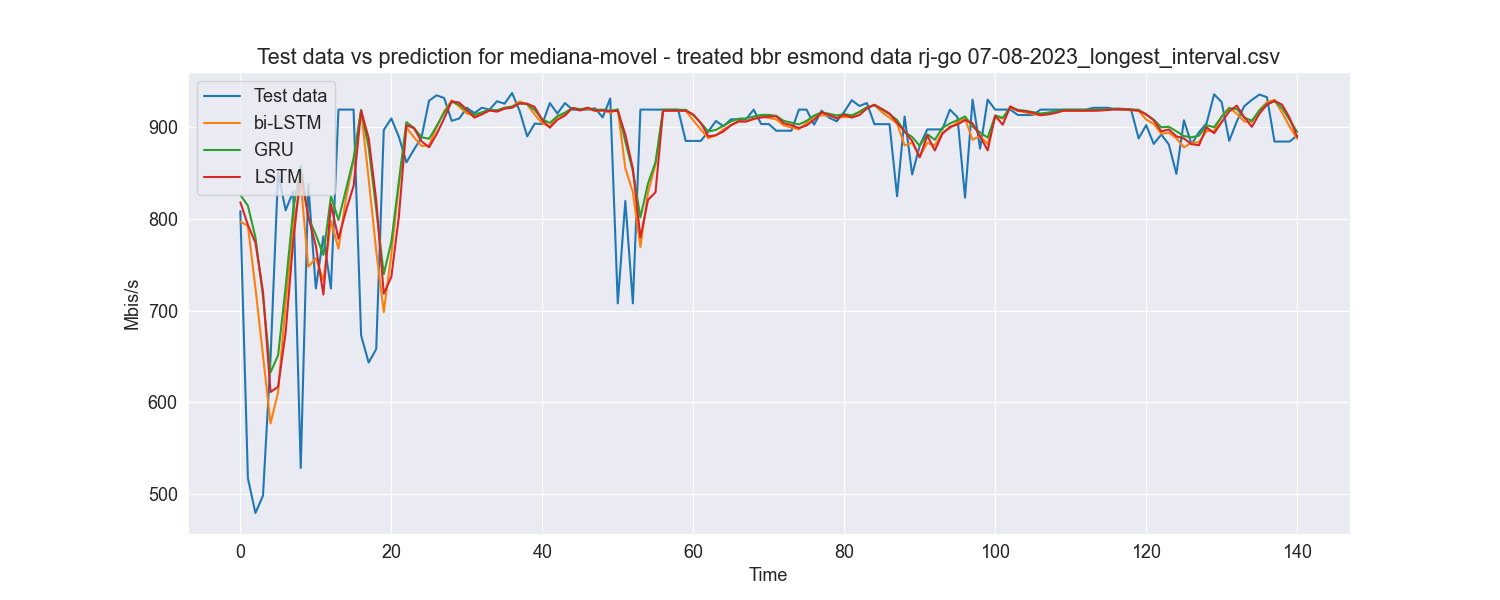 Test data vs prediction for mediana-movel - treated bbr esmond data rj-go 07-08-2023_longest_interval.csv
Test data
bi-LSTM
GRU
LSTM
900
800
700
600
500
Mbis/s
0 20 40 60 80 100 120 140
Time